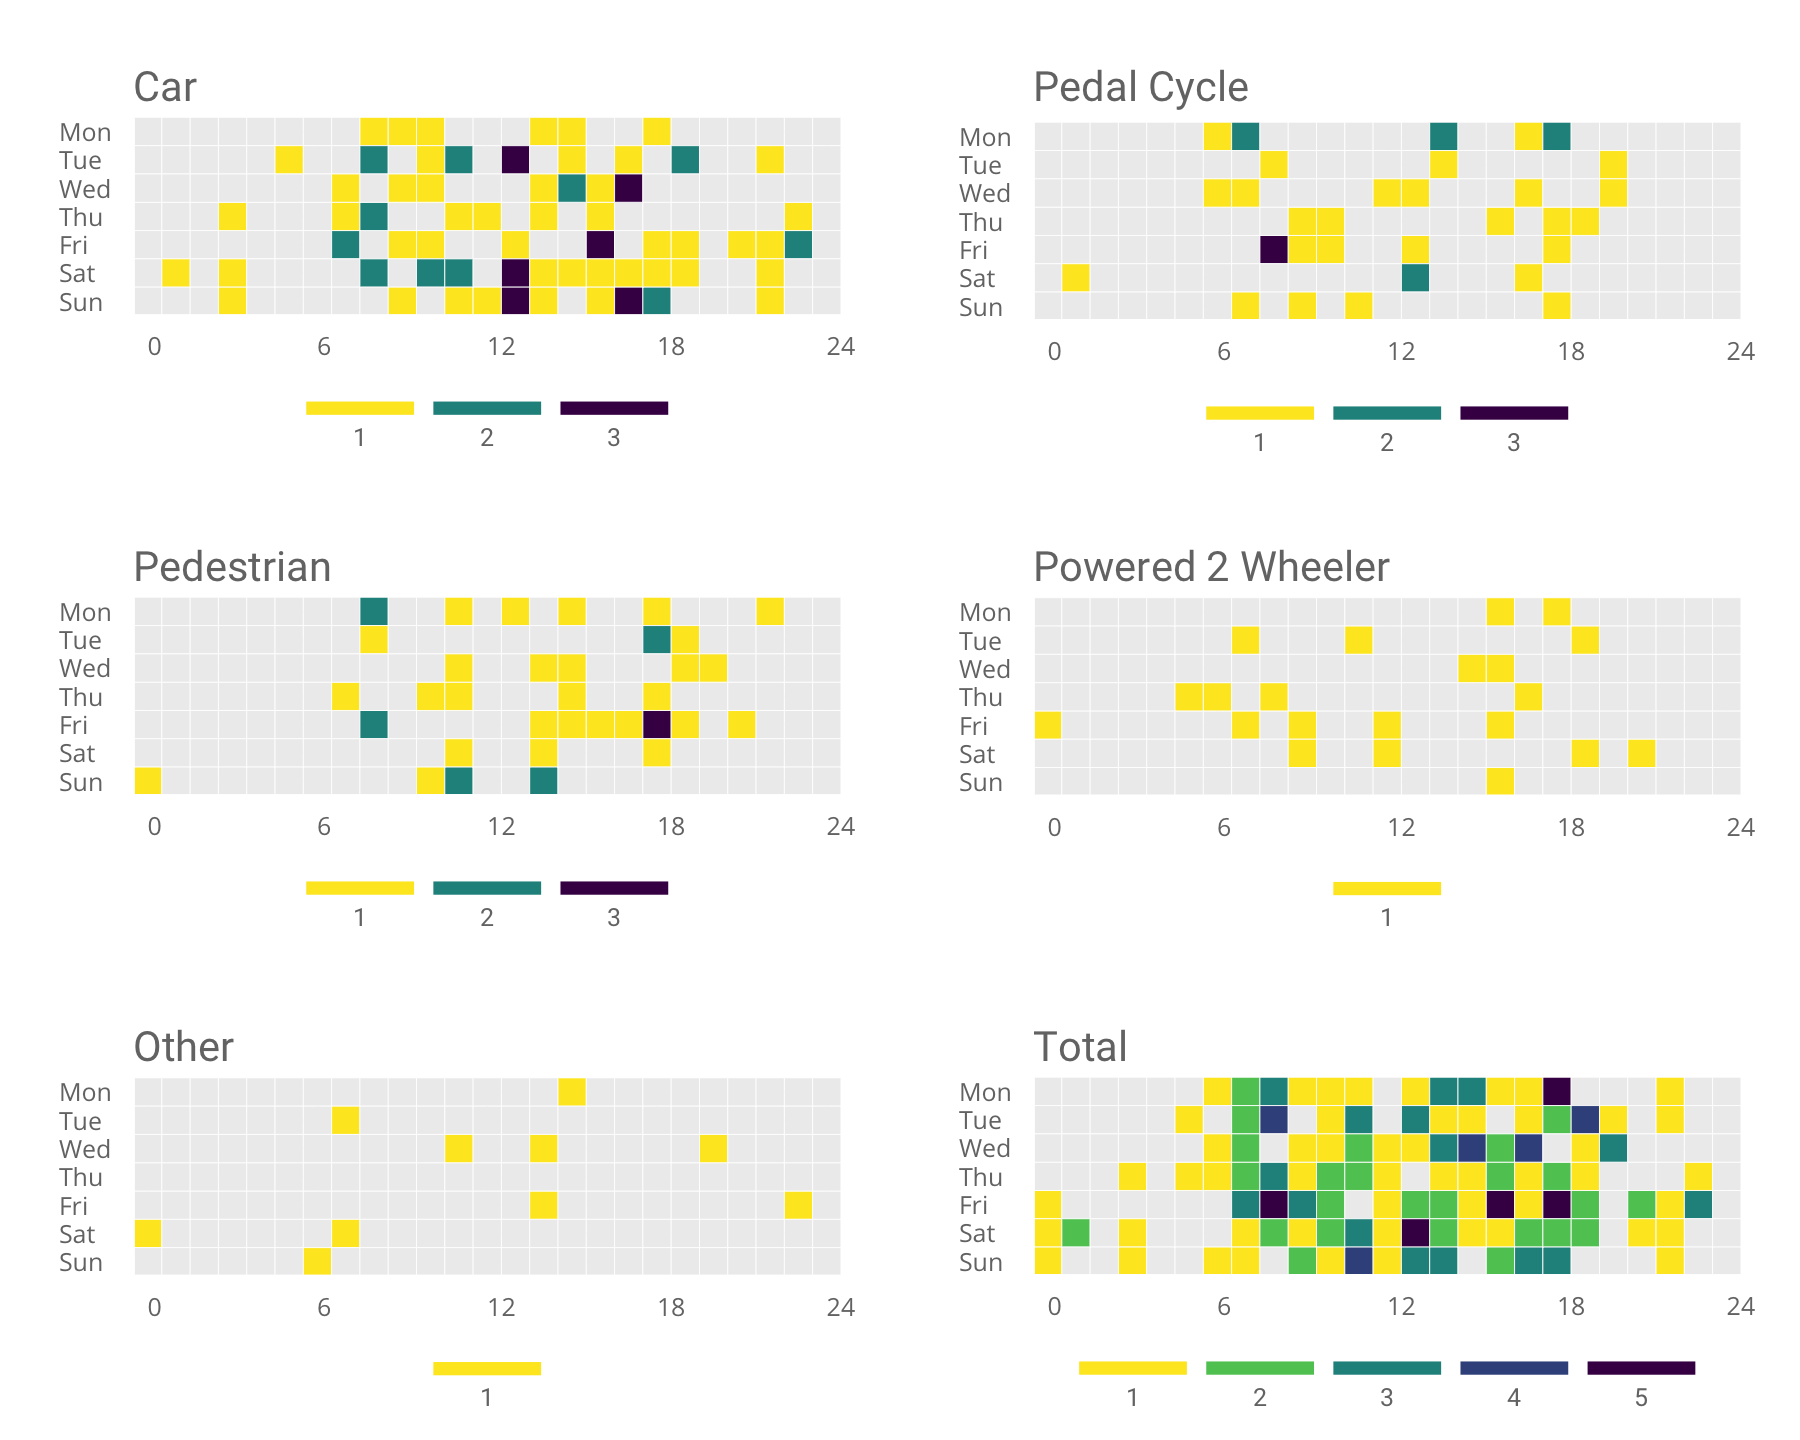 Car
Mon
Tue
Wed
Thu
Fri
Sat
Sun
0 6 12 18 24
1 2 3
Pedal Cycle
Mon
Tue
Wed
Thu
Fri
Sat
Sun
0 6 12 18 24
1 2 3
Pedestrian
Mon
Tue
Wed
Thu
Fri
Sat
Sun
0 6 12 18 24
1 2 3
Powered 2 Wheeler
Mon
Tue
Wed
Thu
Fri
Sat
Sun
0 6 12 18 24
1
Other
Mon
Tue
Wed
Thu
Fri
Sat
Sun
0 6 12 18 24
1
Total
Mon
Tue
Wed
Thu
Fri
Sat
Sun
0 6 12 18 24
1 2 3 4 5